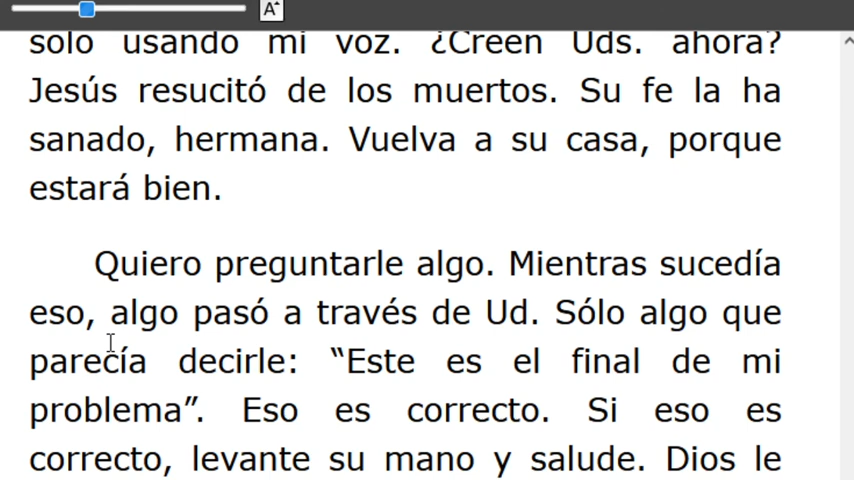 A
solo usando mi voz. ¿Creen Uds. ahora?
Jesús resucitó de los muertos. Su fe la ha
sanado, hermana. Vuelva a su casa, porque
estará bien.
Quiero preguntarle algo. Mientras sucedía
eso, algo pasó a través de Ud. Sólo algo que
parecía decirle: “Este es el final de mi
problema”. Eso es correcto. Si eso es
correcto, levante su mano y salude. Dios le